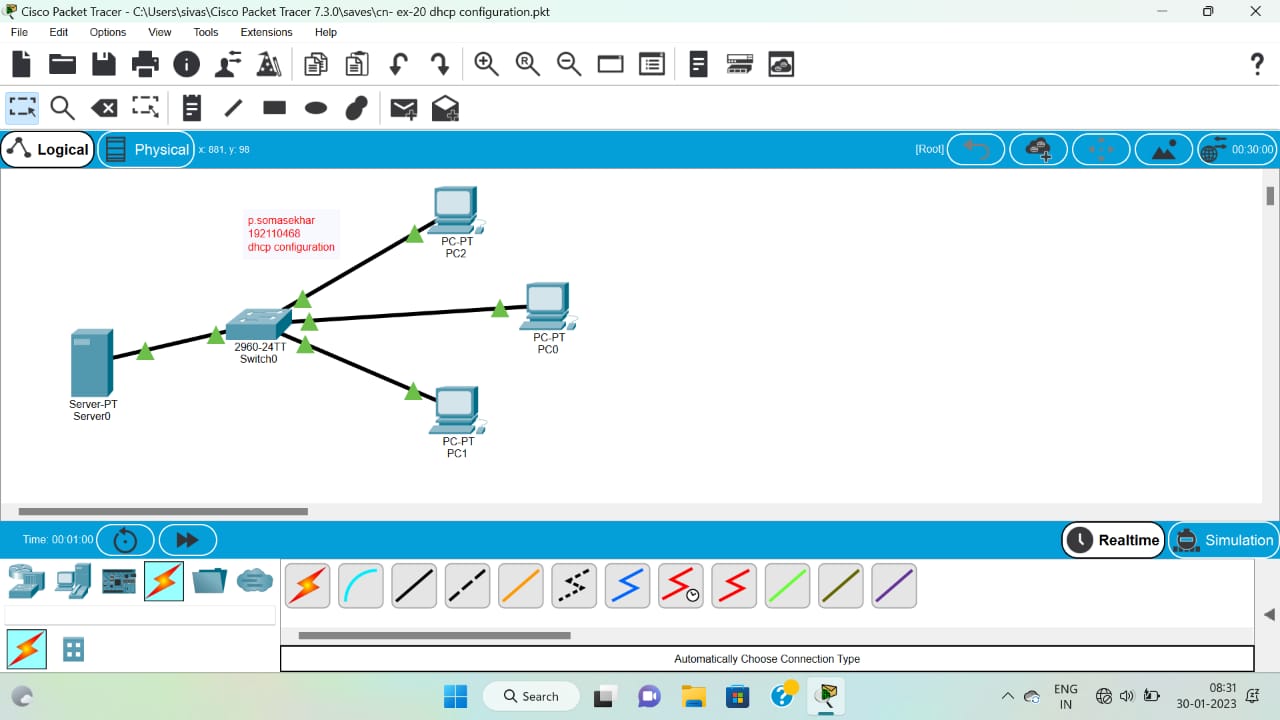 Cisco Packet Tracer - C:\Users\sivas\Cisco Packet Tracer 7.3.0\saves\cn- ex-20 dhcp configuration.pkt
File Edit Options View Tools Extensions Help
Logical Physical x: 881, y: 98 [Root] 00:30:00
p.somasekhar
192110468
dhcp configuration
PC-PT
PC2
PC-PT
PC0
2960-24TT
Switch0
Server-PT
Server0
PC-PT
PC1
Time: 00:01:00 Realtime Simulation
Automatically Choose Connection Type
Search
ENG
IN
08:31
30-01-2023